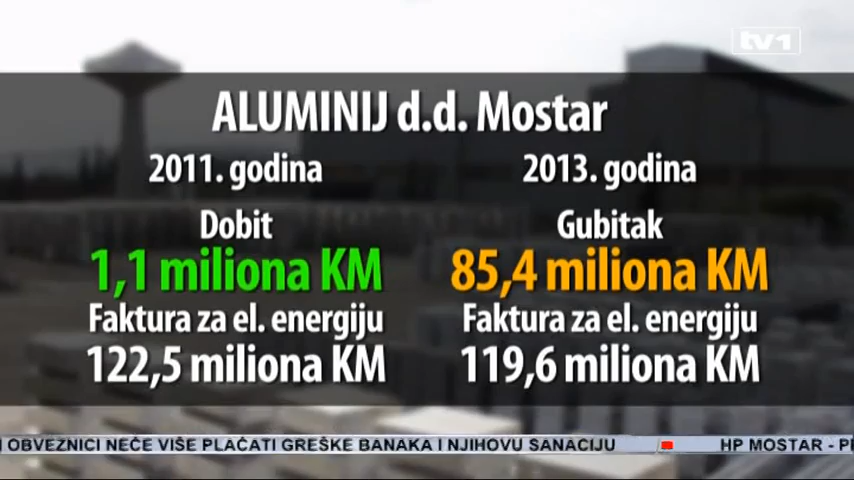 tv1
ALUMINIJ d.d. Mostar
2011. godina
2013. godina
Dobit
Gubitak
1,1 miliona KM
85,4 miliona KM
Faktura za el. energiju
Faktura za el. energiju
122,5 miliona KM
119,6 miliona KM
OBVEZNICI NEĆE VIŠE PLAĆATI GREŠKE BANAKA I NJIHOVU SANACIJU
HP MOSTAR -